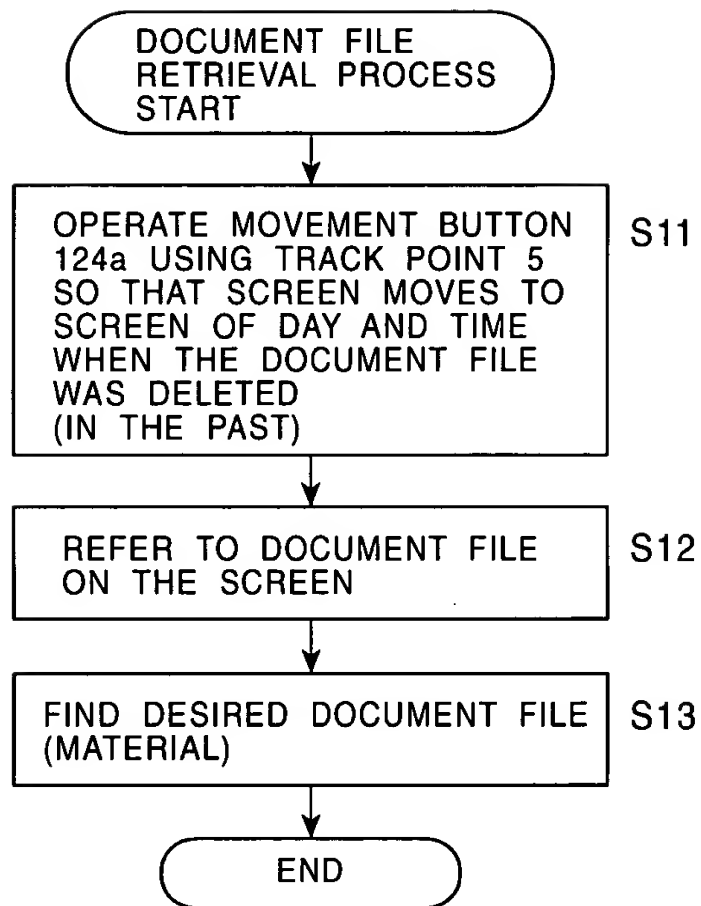 DOCUMENT FILE
RETRIEVAL PROCESS
START
OPERATE MOVEMENT BUTTON
124a USING TRACK POINT 5
SO THAT SCREEN MOVES TO
SCREEN OF DAY AND TIME
WHEN THE DOCUMENT FILE
WAS DELETED
(IN THE PAST)
S11
REFER TO DOCUMENT FILE
ON THE SCREEN
S12
FIND DESIRED DOCUMENT FILE
(MATERIAL)
S13
END